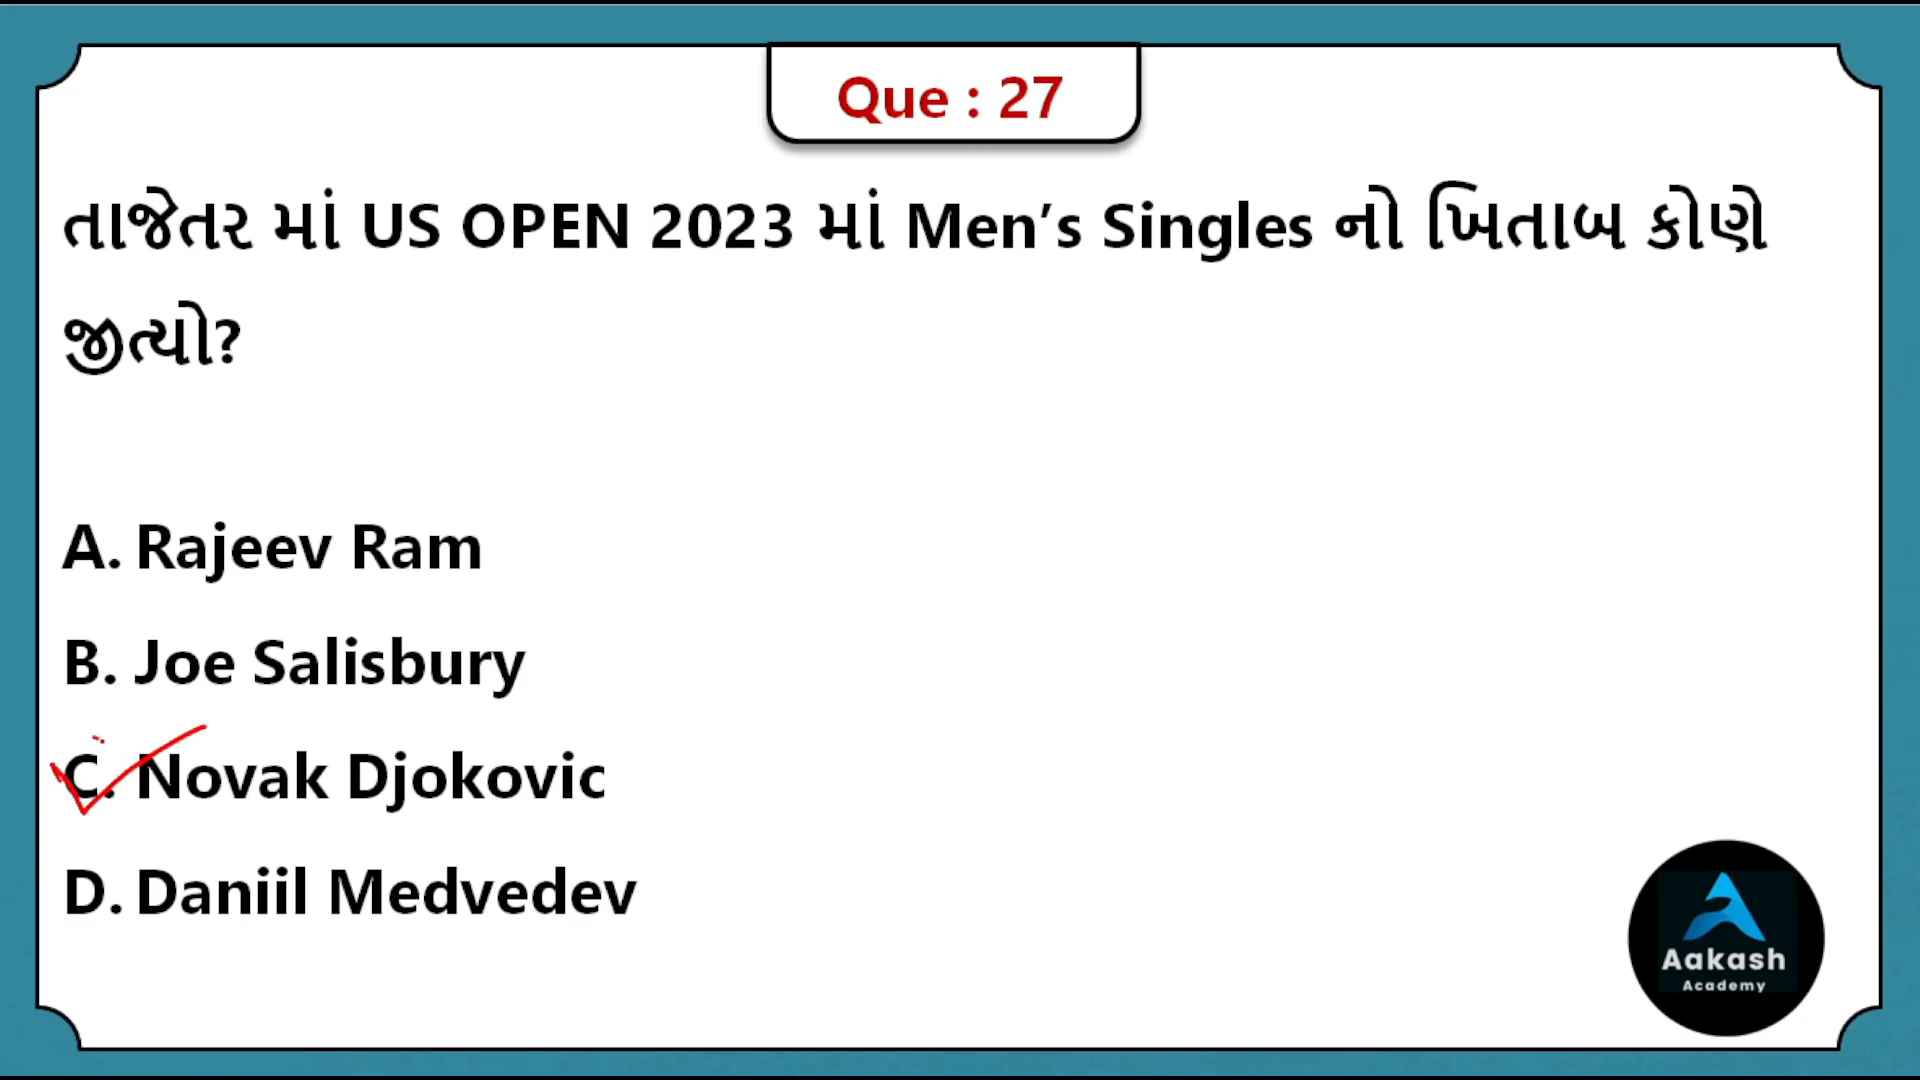 Que : 27
તાજેતર માં US OPEN 2023 માં Men’s Singles નો ખિતાબ કોણે
જીત્યો?
A. Rajeev Ram
B. Joe Salisbury
C. Novak Djokovic
D. Daniil Medvedev
Aakash
Academy